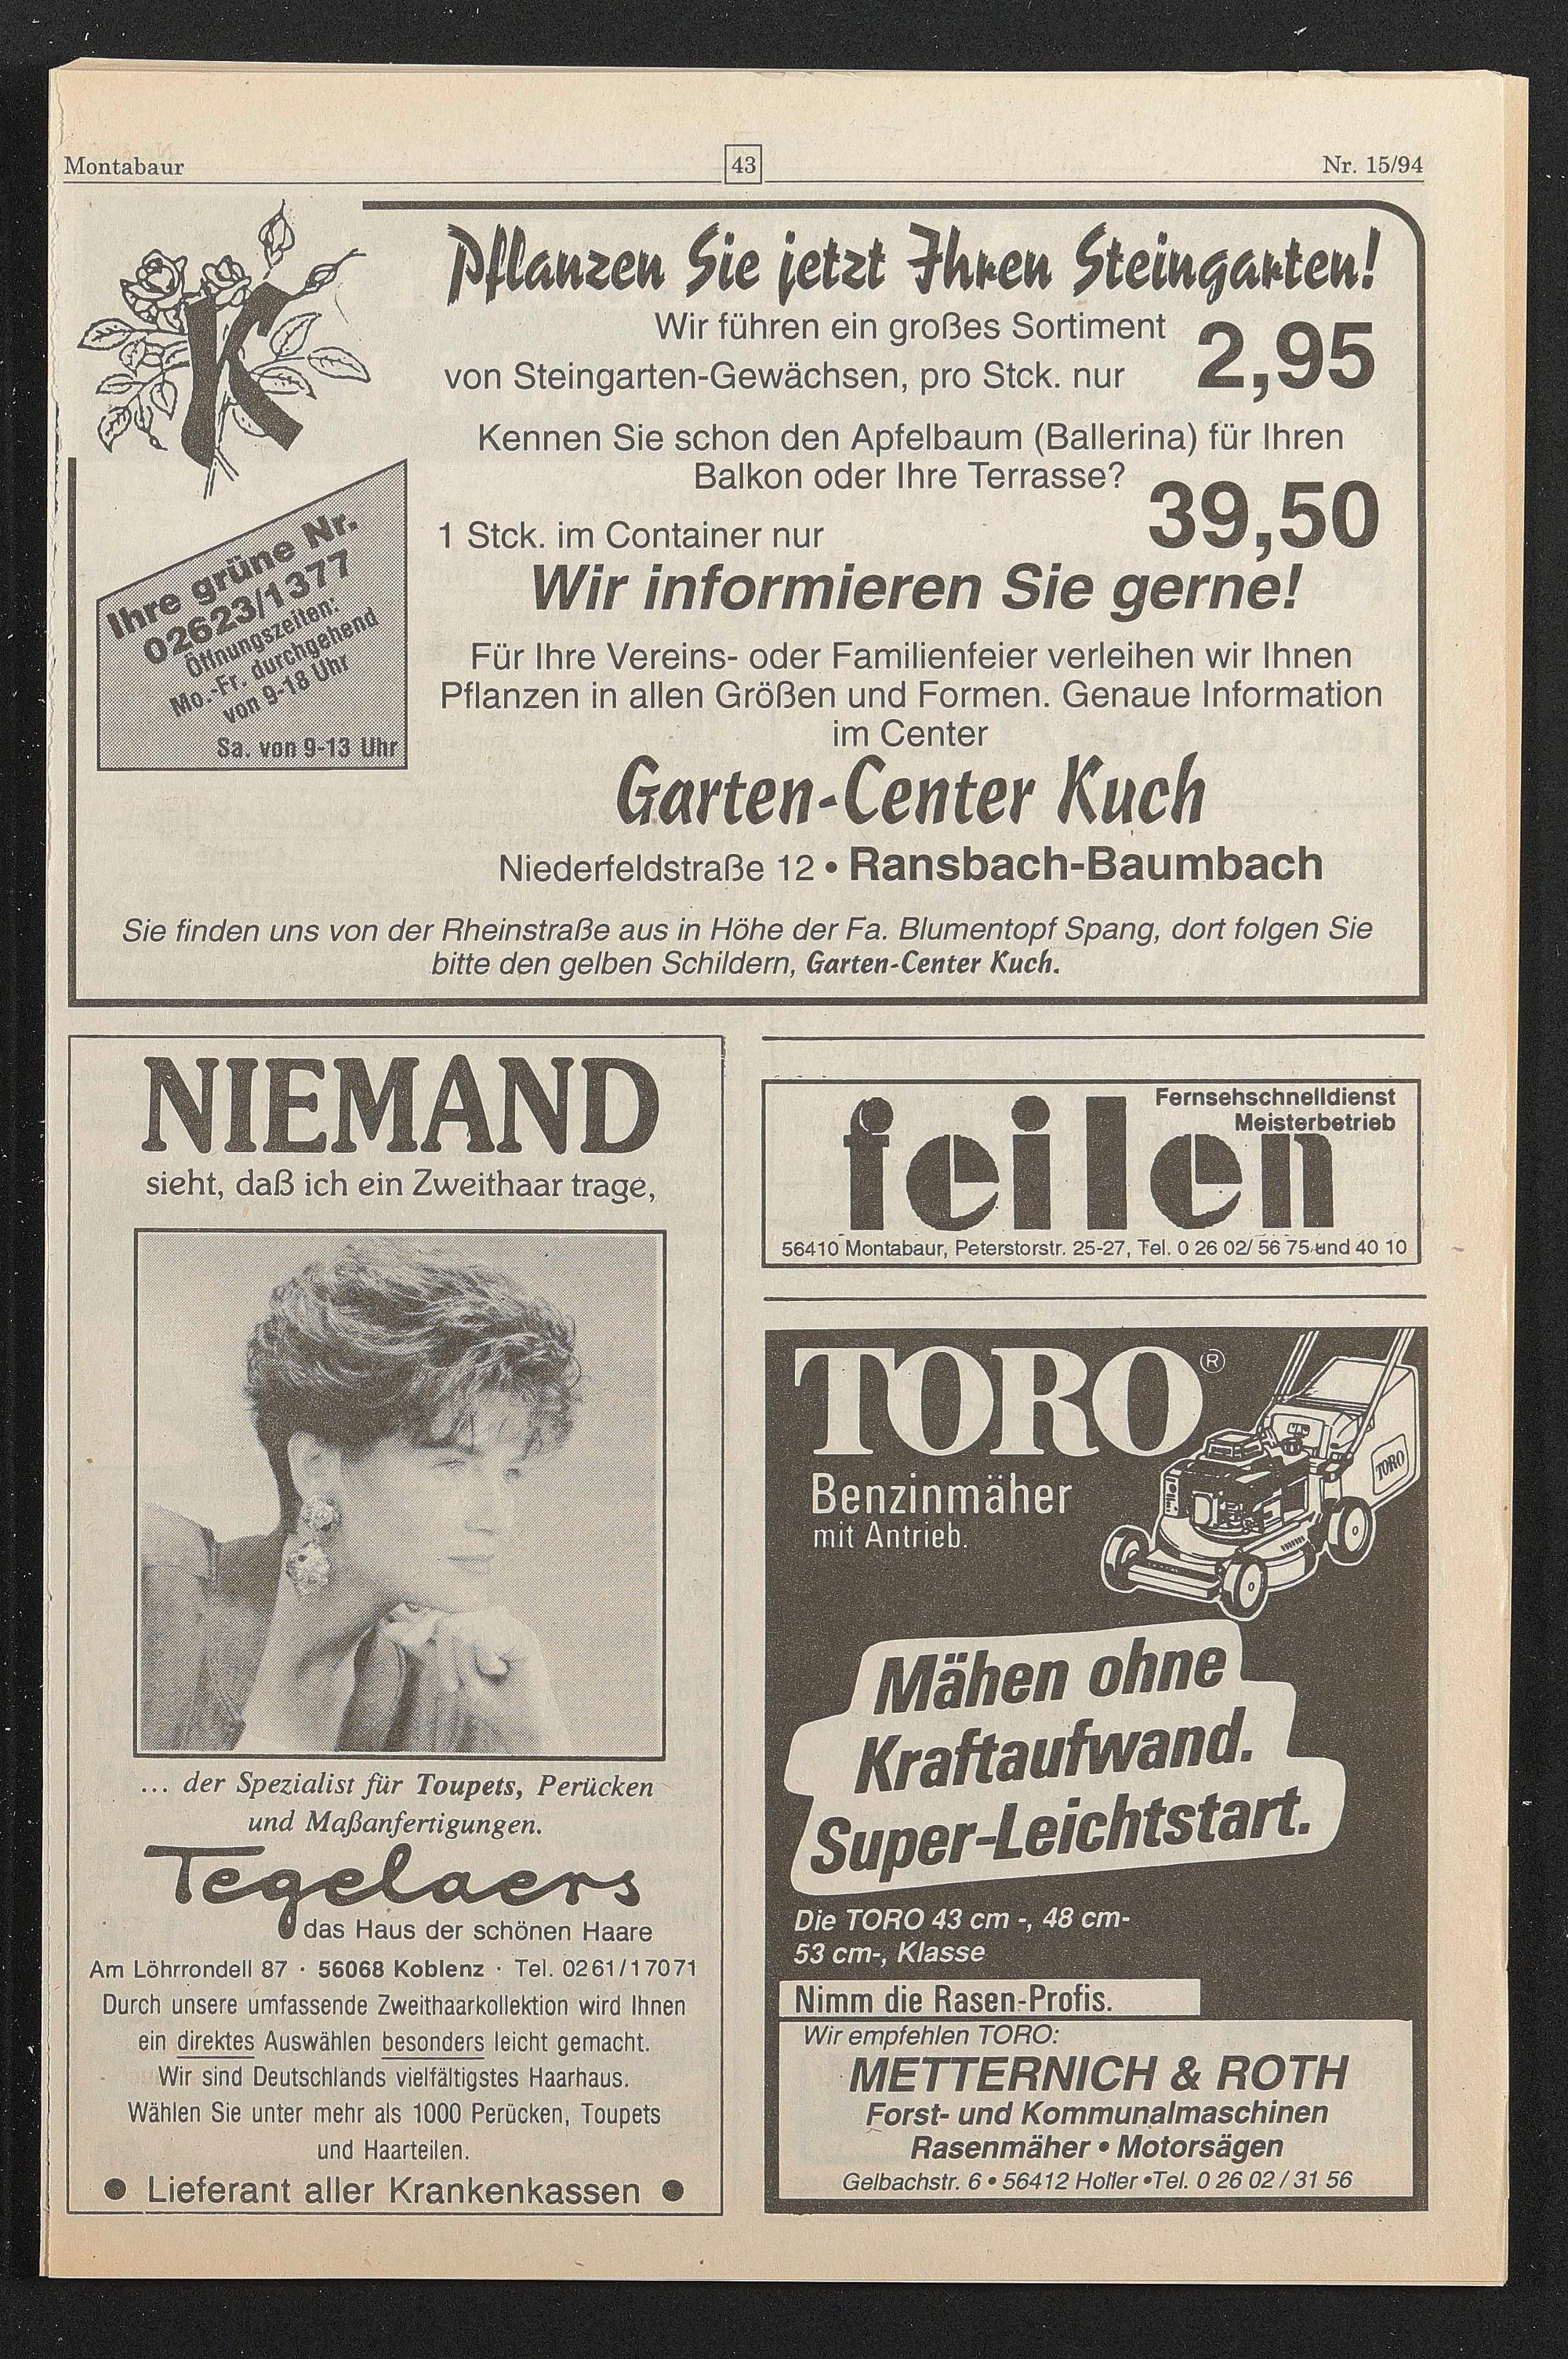 Montabaur
43
Nr. 15/94
K
Pflanzen Sie jetzt Ihren Steingarten!
Wir führen ein großes Sortiment
von Steingarten-Gewächsen, pro Stck. nur
2,95
Kennen Sie schon den Apfelbaum (Ballerina) für Ihren
Balkon oder Ihre Terrasse?
1 Stck. im Container nur
39,50
Wir informieren Sie gerne!
Für Ihre Vereins- oder Familienfeier verleihen wir Ihnen
Pflanzen in allen Größen und Formen. Genaue Information
im Center
Garten-Center Kuch
Niederfeldstraße 12 • Ransbach-Baumbach
Ihre grüne Nr.
02623/1377
Öffnungszeiten:
Mo.-Fr. durchgehend
von 9-18 Uhr
Sa. von 9-13 Uhr
Sie finden uns von der Rheinstraße aus in Höhe der Fa. Blumentopf Spang, dort folgen Sie
bitte den gelben Schildern, Garten-Center Kuch.
NIEMAND
sieht, daß ich ein Zweithaar trage,
... der Spezialist für Toupets, Perücken
und Maßanfertigungen.
Tegelaers
das Haus der schönen Haare
Am Löhrrondell 87 · 56068 Koblenz · Tel. 0261/17071
Durch unsere umfassende Zweithaarkollektion wird Ihnen
ein direktes Auswählen besonders leicht gemacht.
Wir sind Deutschlands vielfältigstes Haarhaus.
Wählen Sie unter mehr als 1000 Perücken, Toupets
und Haarteilen.
● Lieferant aller Krankenkassen ●
Fernsehschnelldienst
Meisterbetrieb
feilen
56410 Montabaur, Peterstorstr. 25-27, Tel. 0 26 02/ 56 75 und 40 10
TORO®
TORO
Benzinmäher
mit Antrieb.
Mähen ohne
Kraftaufwand.
Super-Leichtstart.
Die TORO 43 cm -, 48 cm-
53 cm-, Klasse
Nimm die Rasen-Profis.
Wir empfehlen TORO:
METTERNICH & ROTH
Forst- und Kommunalmaschinen
Rasenmäher • Motorsägen
Gelbachstr. 6 • 56412 Holler • Tel. 0 26 02 / 31 56